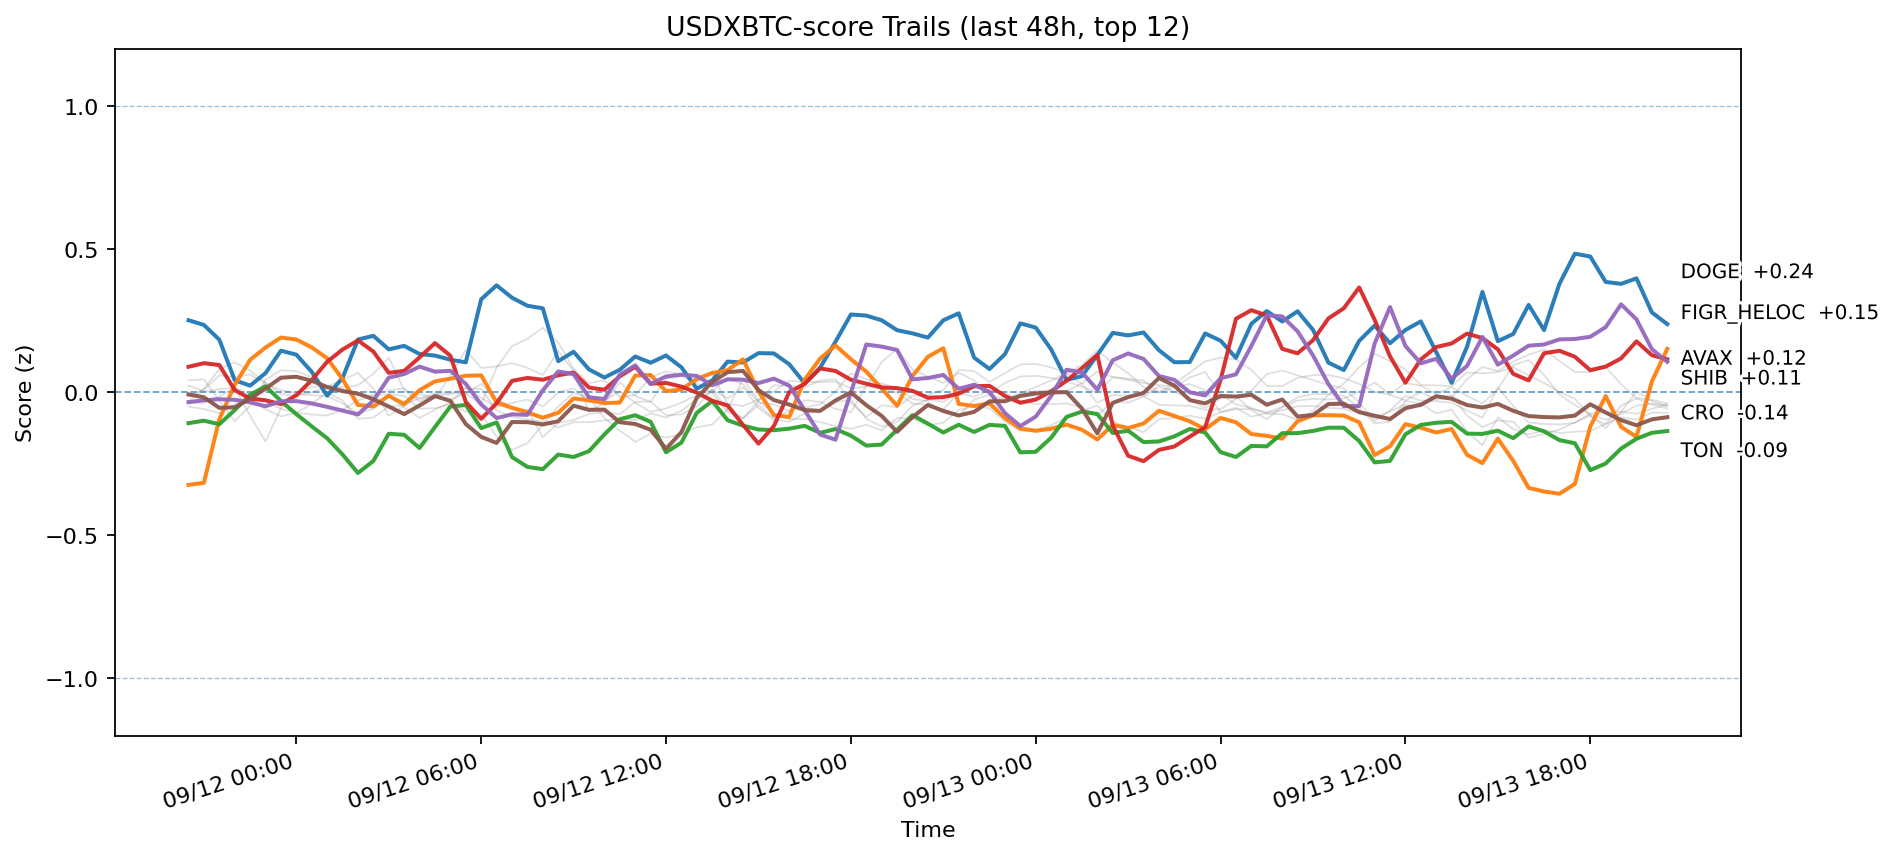 USDXBTC-score Trails (last 48h, top 12)
1.0
0.5
0.0
−0.5
−1.0
Score (z)
DOGE +0.24
FIGR_HELOC +0.15
AVAX +0.12
SHIB +0.11
CRO -0.14
TON -0.09
09/12 00:00
09/12 06:00
09/12 12:00
09/12 18:00
09/13 00:00
09/13 06:00
09/13 12:00
09/13 18:00
Time